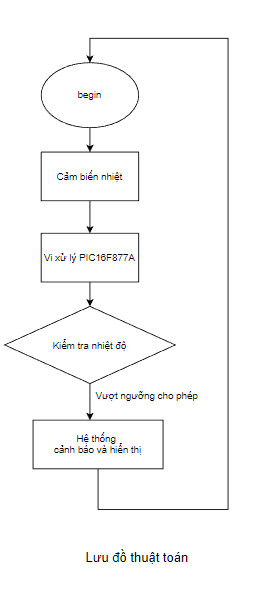 begin
Cảm biến nhiệt
Vi xử lý PIC16F877A
Kiểm tra nhiệt độ
Vượt ngưỡng cho phép
Hệ thống
cảnh báo và hiển thị
Lưu đồ thuật toán